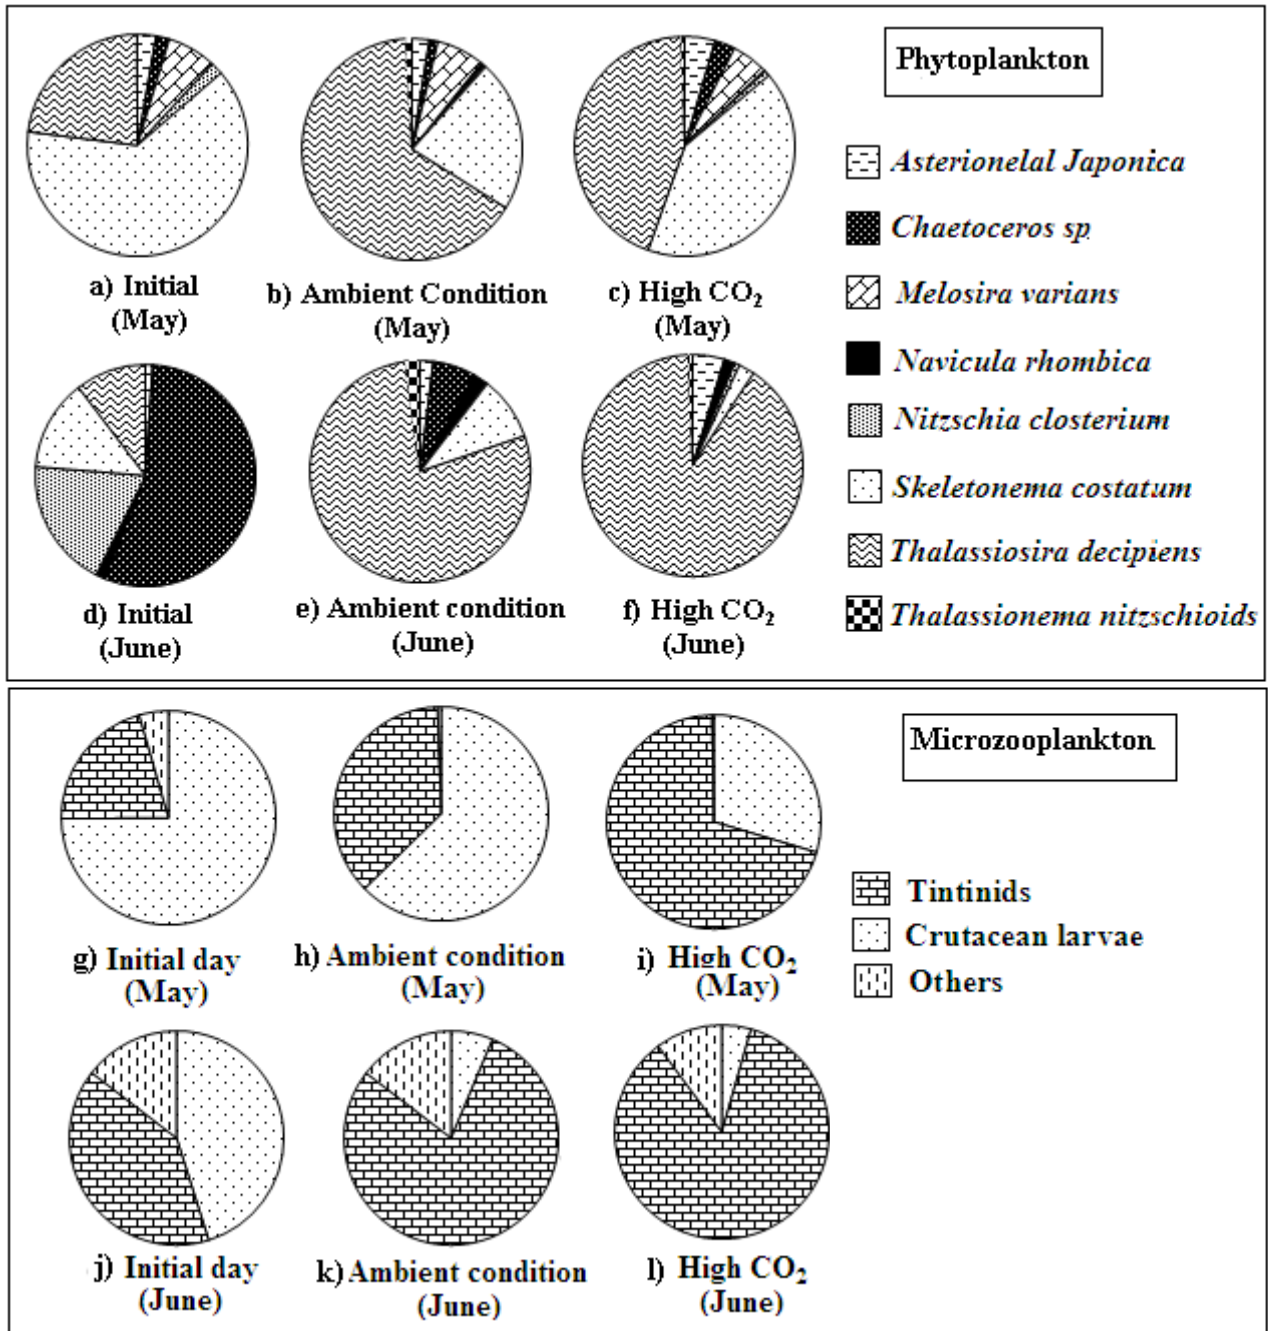 Phytoplankton
Asterionelal Japonica
Chaetoceros sp
Melosira varians
Navicula rhombica
Nitzschia closterium
Skeletonema costatum
Thalassiosira decipiens
Thalassionema nitzschioids
a) Initial
(May)
b) Ambient Condition
(May)
c) High CO₂
(May)
d) Initial
(June)
e) Ambient condition
(June)
f) High CO₂
(June)
Microzooplankton
Tintinids
Crutacean larvae
Others
g) Initial day
(May)
h) Ambient condition
(May)
i) High CO₂
(May)
j) Initial day
(June)
k) Ambient condition
(June)
l) High CO₂
(June)